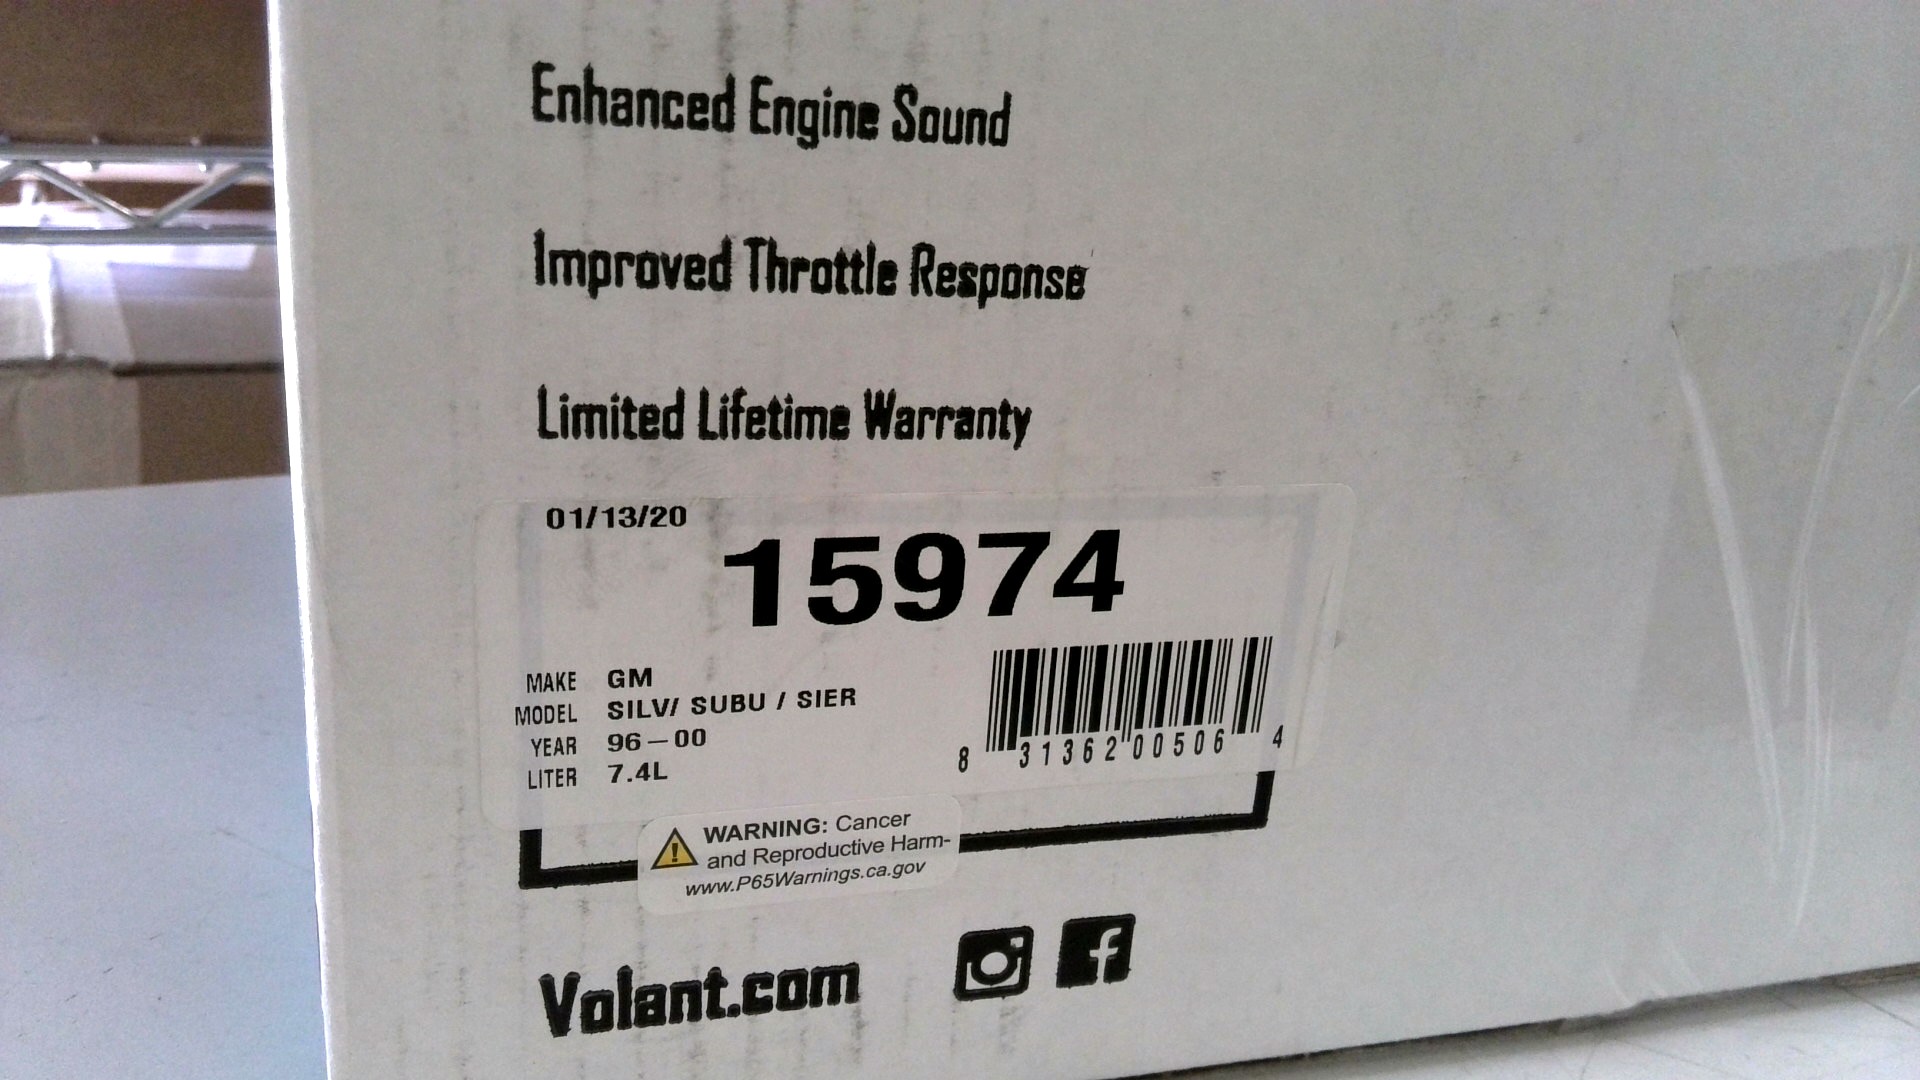 Enhanced Engine Sound
Improved Throttle Response
Limited Lifetime Warranty
01/13/20
15974
MAKE GM
MODEL SILV/ SUBU / SIER
YEAR 96-00
LITER 7.4L
8 31362 00506 4
WARNING: Cancer
and Reproductive Harm-
www.P65Warnings.ca.gov
Volant.com